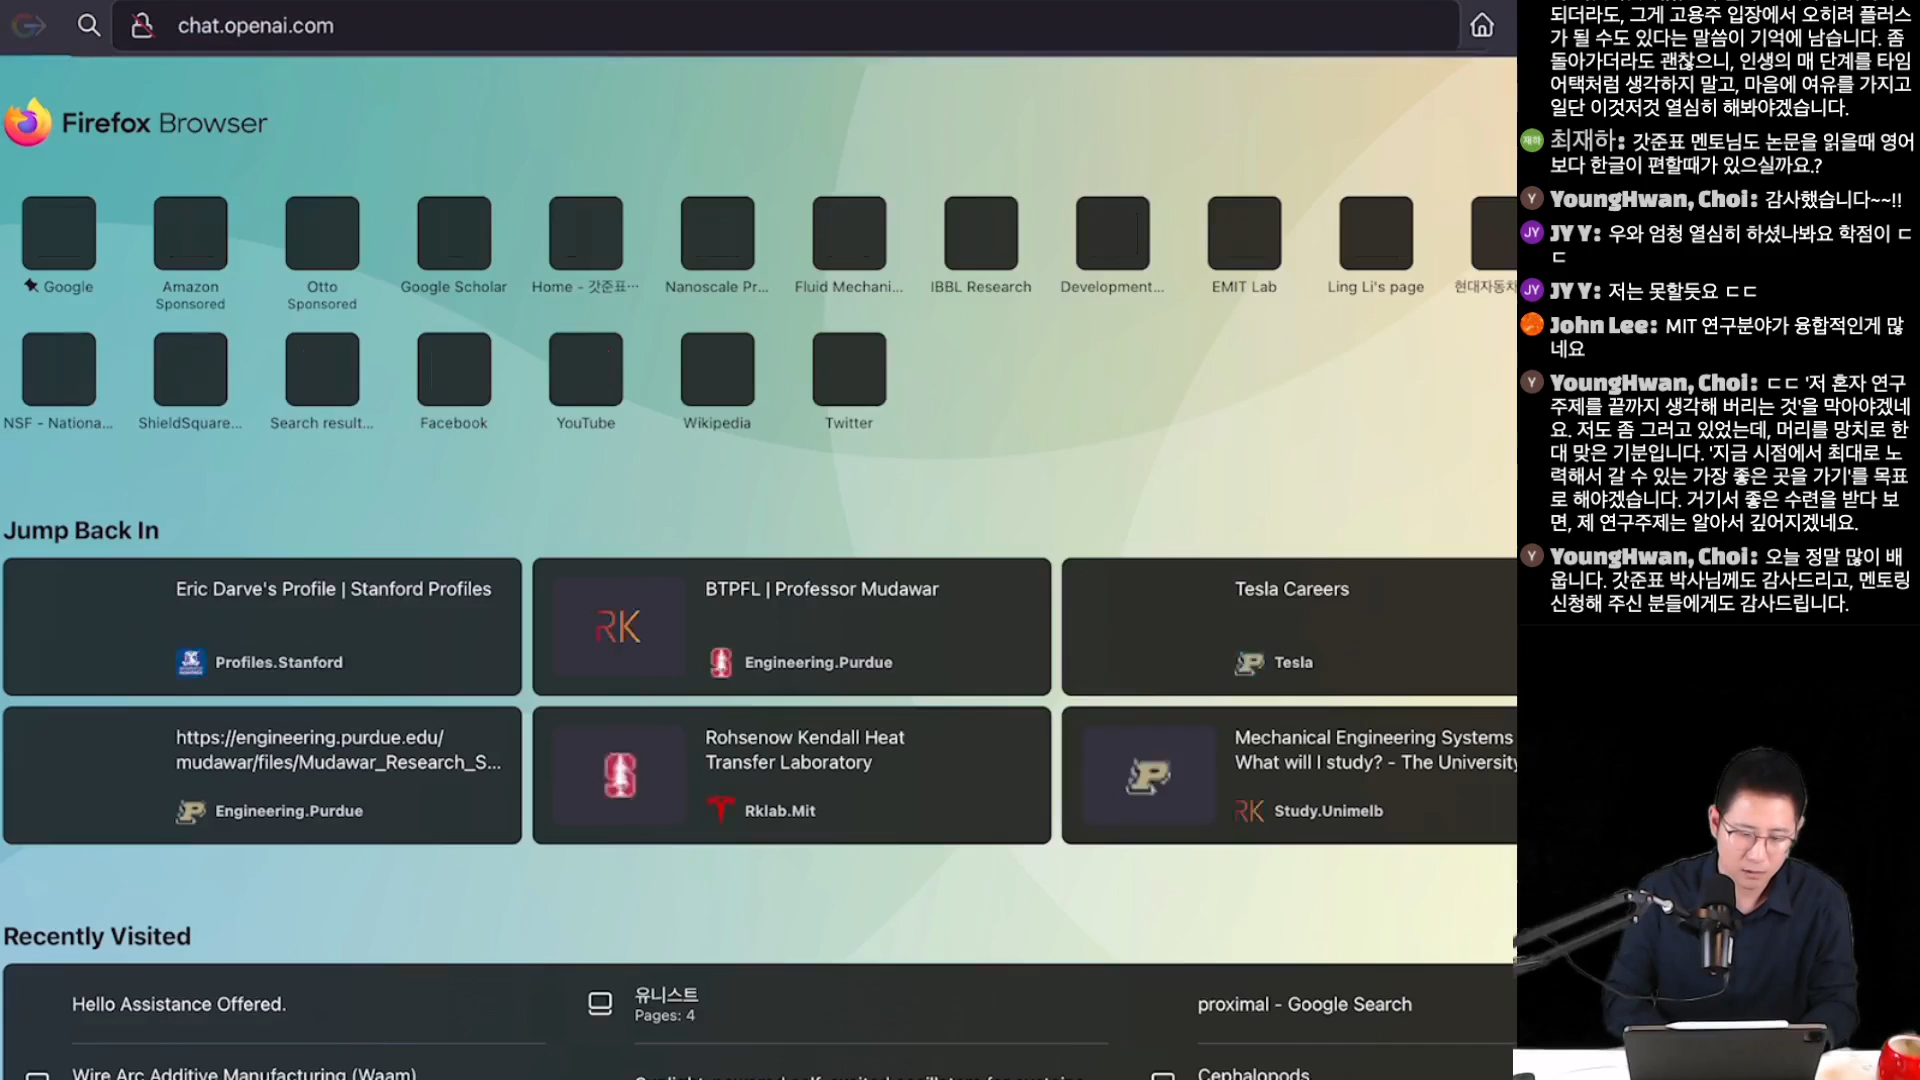 chat.openai.com
Firefox Browser
Google
Amazon
Sponsored
Otto
Sponsored
Google Scholar
Home - 갓준표...
Nanoscale Pr...
Fluid Mechani...
IBBL Research
Development...
EMIT Lab
Ling Li's page
현대자동차
NSF - Nationa...
ShieldSquare...
Search result...
Facebook
YouTube
Wikipedia
Twitter
Jump Back In
Eric Darve's Profile | Stanford Profiles
Profiles.Stanford
RK
BTPFL | Professor Mudawar
Engineering.Purdue
Tesla Careers
Tesla
https://engineering.purdue.edu/
mudawar/files/Mudawar_Research_S...
Engineering.Purdue
Rohsenow Kendall Heat
Transfer Laboratory
Rklab.Mit
Mechanical Engineering Systems
What will I study? - The University
RK Study.Unimelb
Recently Visited
Hello Assistance Offered.
유니스트
Pages: 4
proximal - Google Search
Wire Arc Additive Manufacturing (Waam)
Cephalopods
되더라도, 그게 고용주 입장에서 오히려 플러스
가 될 수도 있다는 말씀이 기억에 남습니다. 좀
돌아가더라도 괜찮으니, 인생의 매 단계를 타임
어택처럼 생각하지 말고, 마음에 여유를 가지고
일단 이것저것 열심히 해봐야겠습니다.
재하 최재하: 갓준표 멘토님도 논문을 읽을때 영어
보다 한글이 편할때가 있으실까요.?
Y YoungHwan, Choi: 감사했습니다~~!!
JY JY Y: 우와 엄청 열심히 하셨나봐요 학점이 ㄷ
ㄷ
JY JY Y: 저는 못할듯요 ㄷㄷ
John Lee: MIT 연구분야가 융합적인게 많
네요
Y YoungHwan, Choi: ㄷㄷ '저 혼자 연구
주제를 끝까지 생각해 버리는 것'을 막아야겠네
요. 저도 좀 그러고 있었는데, 머리를 망치로 한
대 맞은 기분입니다. '지금 시점에서 최대로 노
력해서 갈 수 있는 가장 좋은 곳을 가기'를 목표
로 해야겠습니다. 거기서 좋은 수련을 받다 보
면, 제 연구주제는 알아서 깊어지겠네요.
Y YoungHwan, Choi: 오늘 정말 많이 배
웁니다. 갓준표 박사님께도 감사드리고, 멘토링
신청해 주신 분들에게도 감사드립니다.